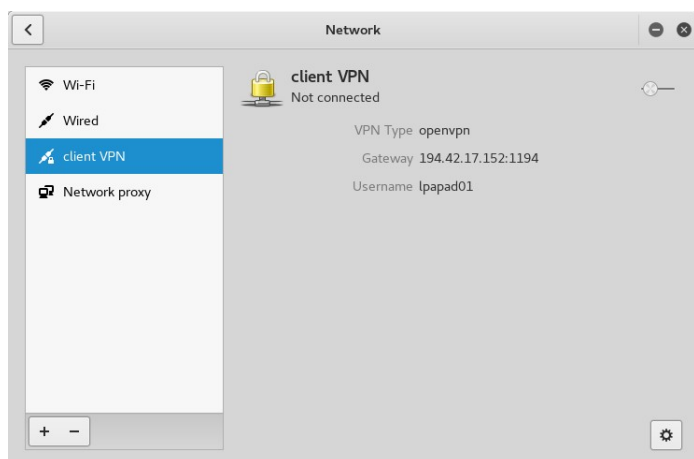 Network
Wi-Fi
Wired
client VPN
Network proxy
client VPN
Not connected
VPN Type openvpn
Gateway 194.42.17.152:1194
Username lpapad01